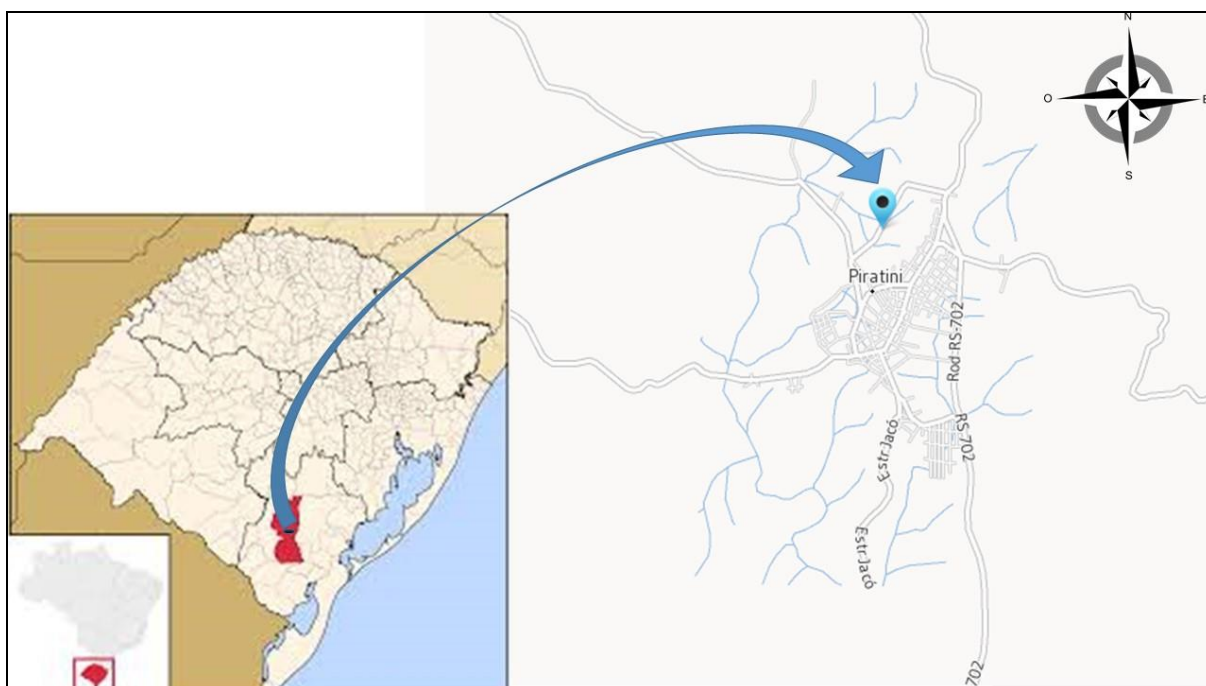 N
O
E
S
Piratini
Rod RS-702
RS-702
Estr Jacó
Estr Jacó
702